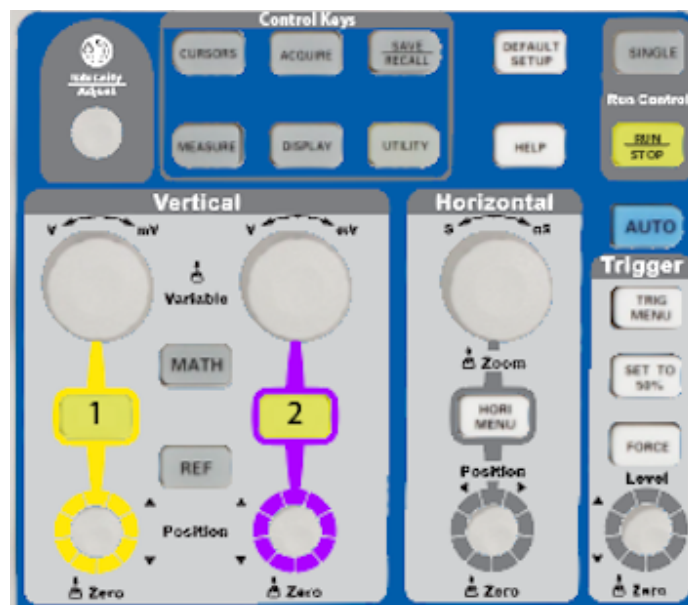 Control Keys
Intensity
Adjust
CURSORS
ACQUIRE
SAVE
RECALL
DEFAULT
SETUP
SINGLE
Run Control
MEASURE
DISPLAY
UTILITY
HELP
RUN
STOP
Vertical
V mV
V mV
Variable
MATH
1
2
REF
Position
Zero
Zero
Horizontal
S nS
Zoom
HORI
MENU
Position
Zero
AUTO
Trigger
TRIG
MENU
SET TO
50%
FORCE
Level
Zero